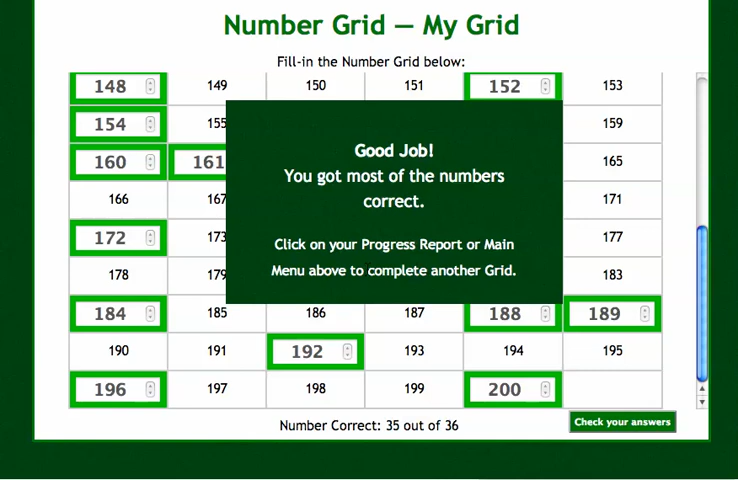 Number Grid — My Grid
Fill-in the Number Grid below:
148 149 150 151 152 153
154 155 159
160 161 165
166 167 171
172 173 177
178 179 183
184 185 186 187 188 189
190 191 192 193 194 195
196 197 198 199 200
Good Job!
You got most of the numbers
correct.
Click on your Progress Report or Main
Menu above to complete another Grid.
Number Correct: 35 out of 36
Check your answers